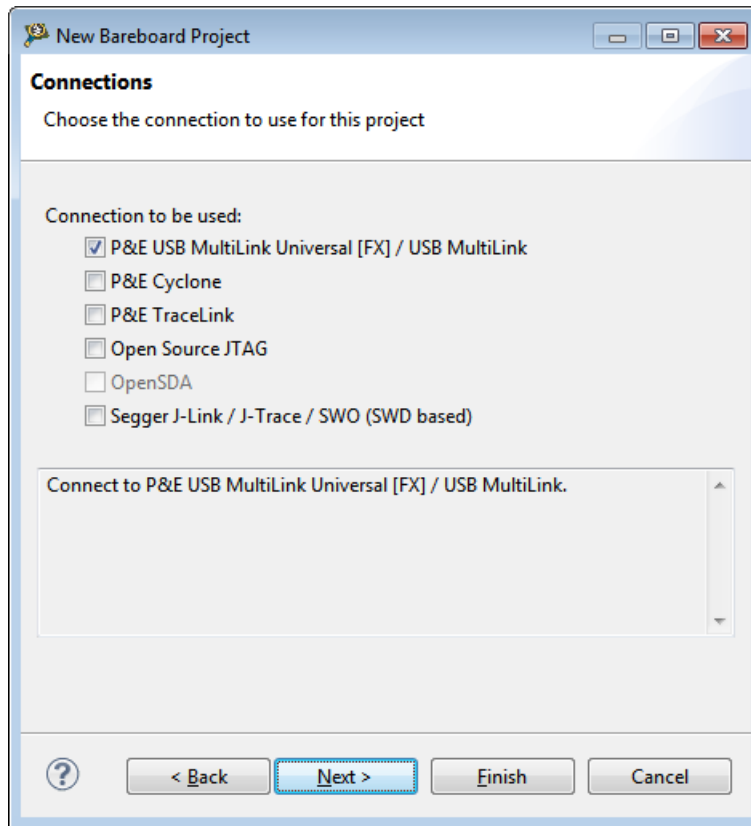 New Bareboard Project
Connections
Choose the connection to use for this project
Connection to be used:
P&E USB MultiLink Universal [FX] / USB MultiLink
P&E Cyclone
P&E TraceLink
Open Source JTAG
OpenSDA
Segger J-Link / J-Trace / SWO (SWD based)
Connect to P&E USB MultiLink Universal [FX] / USB MultiLink.
? < Back Next > Finish Cancel